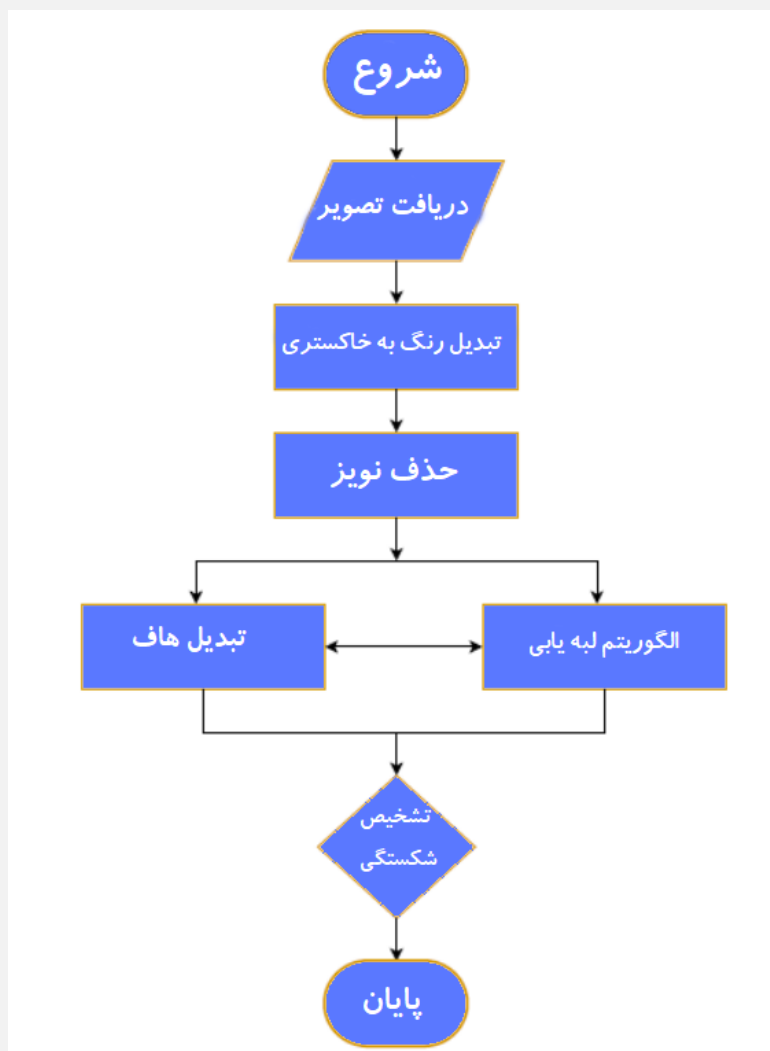 شروع
دریافت تصویر
تبدیل رنگ به خاکستری
حذف نویز
الگوریتم لبه یابی
تبدیل هاف
تشخیص
شکستگی
پایان